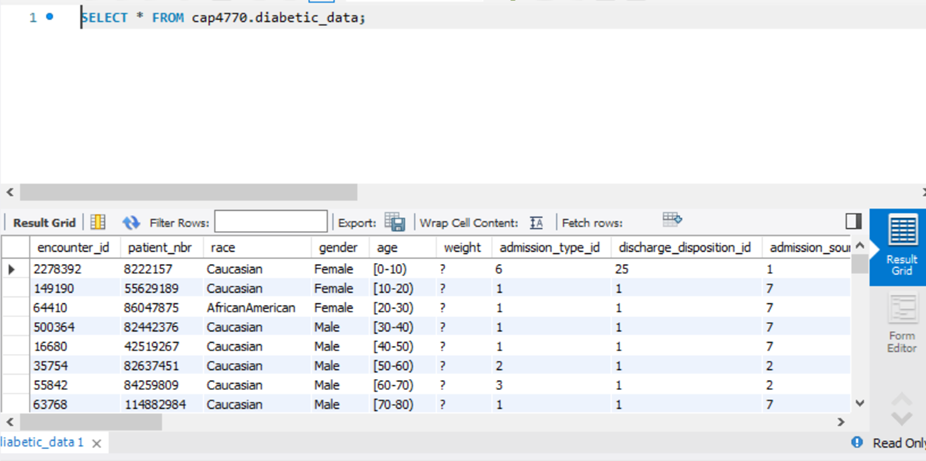 1 SELECT * FROM cap4770.diabetic_data;
Result Grid Filter Rows: Export: Wrap Cell Content: Fetch rows:
encounter_id patient_nbr race gender age weight admission_type_id discharge_disposition_id admission_sour
2278392 8222157 Caucasian Female [0-10) ? 6 25 1
149190 55629189 Caucasian Female [10-20) ? 1 1 7
64410 86047875 AfricanAmerican Female [20-30) ? 1 1 7
500364 82442376 Caucasian Male [30-40) ? 1 1 7
16680 42519267 Caucasian Male [40-50) ? 1 1 7
35754 82637451 Caucasian Male [50-60) ? 2 1 2
55842 84259809 Caucasian Male [60-70) ? 3 1 2
63768 114882984 Caucasian Male [70-80) ? 1 1 7
Result
Grid
Form
Editor
diabetic_data 1
Read Only